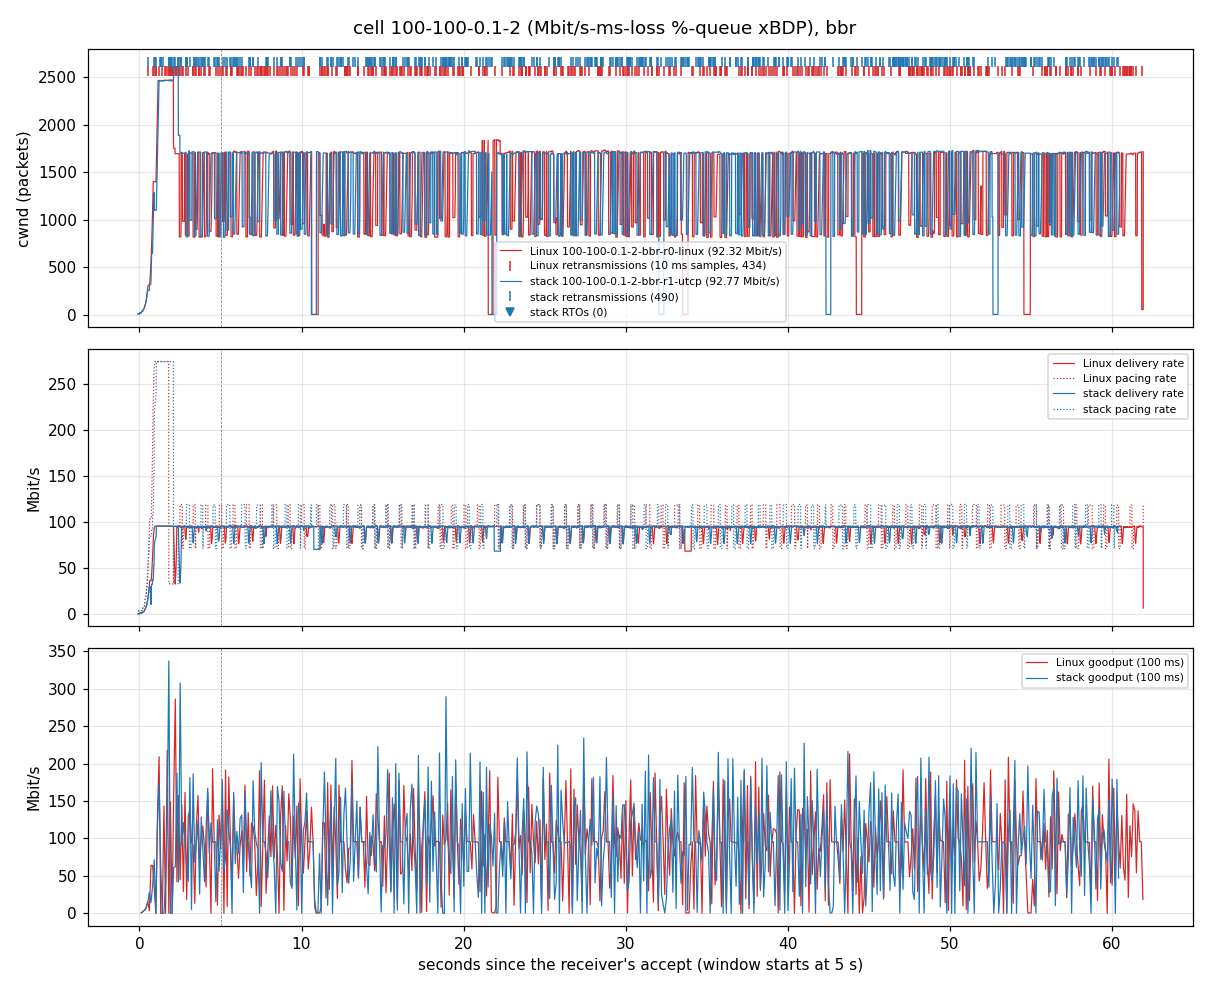 cell 100-100-0.1-2 (Mbit/s-ms-loss %-queue xBDP), bbr
cwnd (packets)
2500
2000
1500
1000
500
0
Linux 100-100-0.1-2-bbr-r0-linux (92.32 Mbit/s)
Linux retransmissions (10 ms samples, 434)
stack 100-100-0.1-2-bbr-r1-utcp (92.77 Mbit/s)
stack retransmissions (490)
stack RTOs (0)
Mbit/s
250
200
150
100
50
0
Linux delivery rate
Linux pacing rate
stack delivery rate
stack pacing rate
Mbit/s
350
300
250
200
150
100
50
0
Linux goodput (100 ms)
stack goodput (100 ms)
0 10 20 30 40 50 60
seconds since the receiver's accept (window starts at 5 s)